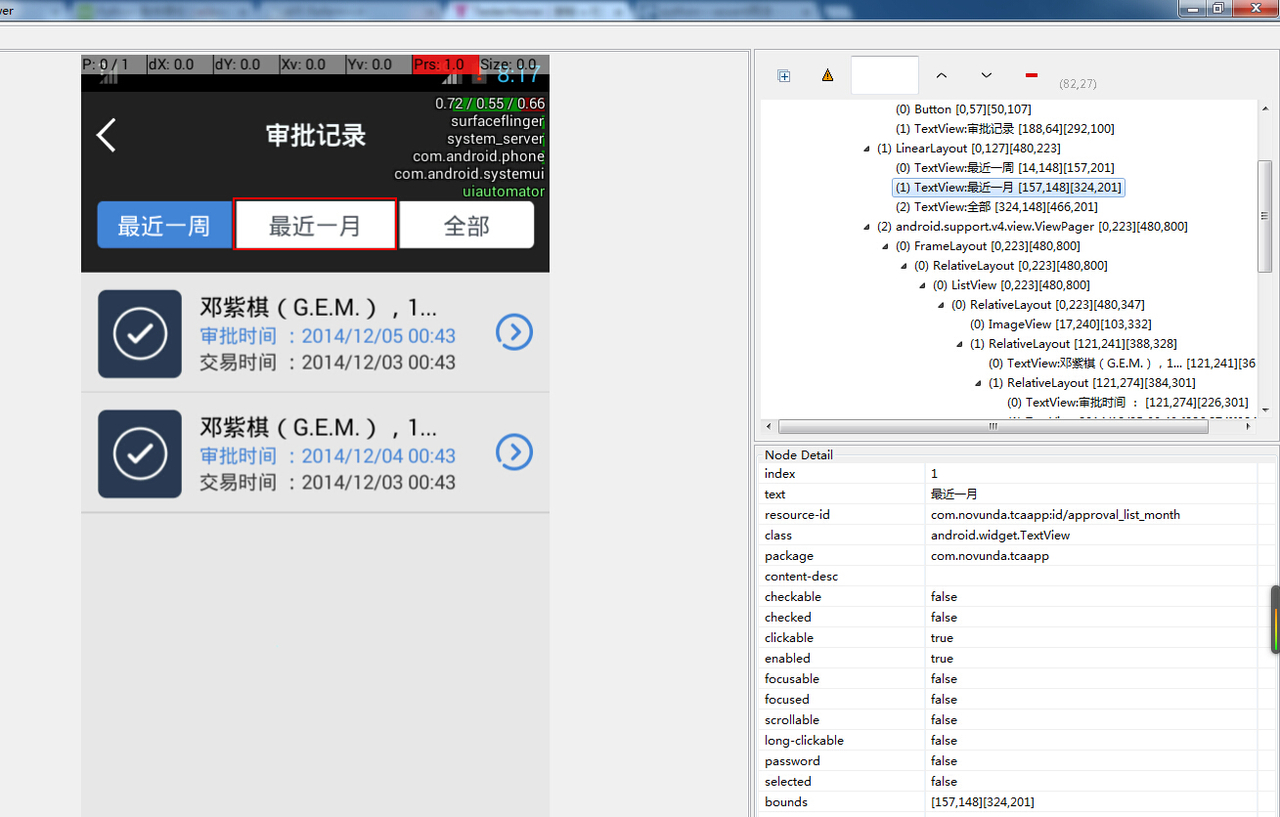 ver
P: 0 / 1 dX: 0.0 dY: 0.0 Xv: 0.0 Yv: 0.0 Prs: 1.0 Size: 0.0
8:17
0.72 / 0.55 / 0.66
surfaceflinger
system_server
com.android.phone
com.android.systemui
uiautomator
审批记录
最近一周 最近一月 全部
邓紫棋（G.E.M.），1...
审批时间 ：2014/12/05 00:43
交易时间 ：2014/12/03 00:43
邓紫棋（G.E.M.），1...
审批时间 ：2014/12/04 00:43
交易时间 ：2014/12/03 00:43
(82,27)
(0) Button [0,57][50,107]
(1) TextView:审批记录 [188,64][292,100]
(1) LinearLayout [0,127][480,223]
(0) TextView:最近一周 [14,148][157,201]
(1) TextView:最近一月 [157,148][324,201]
(2) TextView:全部 [324,148][466,201]
(2) android.support.v4.view.ViewPager [0,223][480,800]
(0) FrameLayout [0,223][480,800]
(0) RelativeLayout [0,223][480,800]
(0) ListView [0,223][480,800]
(0) RelativeLayout [0,223][480,347]
(0) ImageView [17,240][103,332]
(1) RelativeLayout [121,241][388,328]
(0) TextView:邓紫棋（G.E.M.），1... [121,241][36
(1) RelativeLayout [121,274][384,301]
(0) TextView:审批时间 ： [121,274][226,301]
Node Detail
index 1
text 最近一月
resource-id com.novunda.tcaapp:id/approval_list_month
class android.widget.TextView
package com.novunda.tcaapp
content-desc
checkable false
checked false
clickable true
enabled true
focusable false
focused false
scrollable false
long-clickable false
password false
selected false
bounds [157,148][324,201]